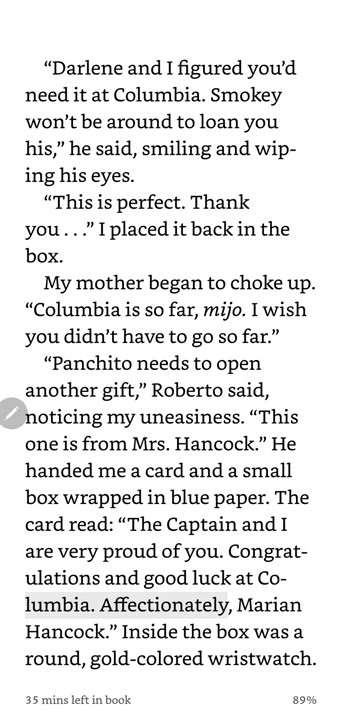 “Darlene and I figured you’d
need it at Columbia. Smokey
won’t be around to loan you
his,” he said, smiling and wip-
ing his eyes.
“This is perfect. Thank
you . . .” I placed it back in the
box.
My mother began to choke up.
“Columbia is so far, mijo. I wish
you didn’t have to go so far.”
“Panchito needs to open
another gift,” Roberto said,
noticing my uneasiness. “This
one is from Mrs. Hancock.” He
handed me a card and a small
box wrapped in blue paper. The
card read: “The Captain and I
are very proud of you. Congrat-
ulations and good luck at Co-
lumbia. Affectionately, Marian
Hancock.” Inside the box was a
round, gold-colored wristwatch.
35 mins left in book 89%